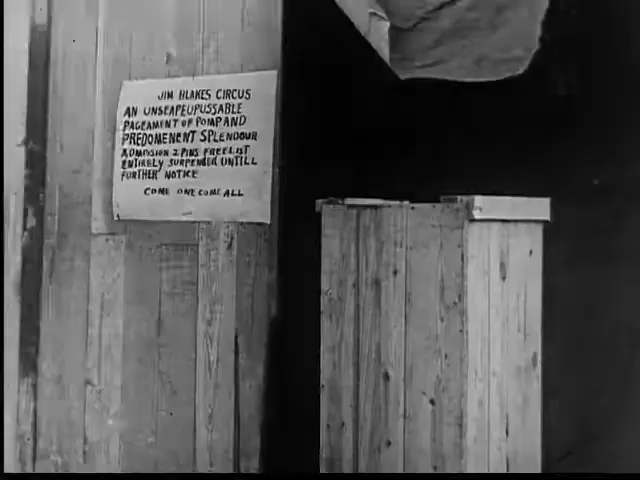 JIM BLAKES CIRCUS
AN UNSEAPEUPUSSABLE
PAGEAMENT OF POMP AND
PREDOMENENT SPLENDOUR
ADMISSION 2 PINS FREELIST
ENTIRELY SURPENDED UNTILL
FURTHER NOTICE
COME ONE COME ALL